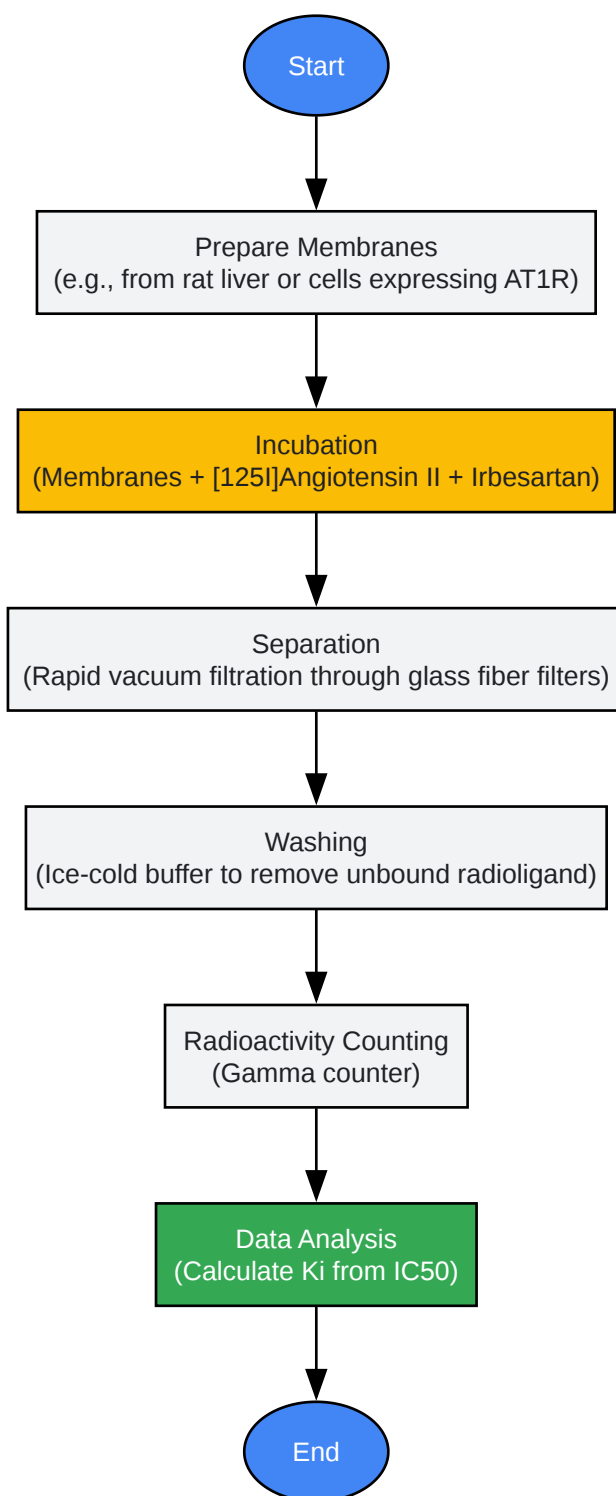 Start
Prepare Membranes
(e.g., from rat liver or cells expressing AT1R)
Incubation
(Membranes + [125I]Angiotensin II + Irbesartan)
Separation
(Rapid vacuum filtration through glass fiber filters)
Washing
(Ice-cold buffer to remove unbound radioligand)
Radioactivity Counting
(Gamma counter)
Data Analysis
(Calculate Ki from IC50)
End